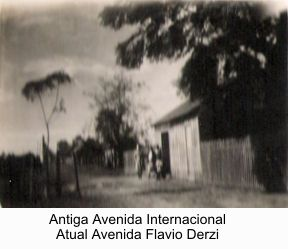 Antiga Avenida Internacional
Atual Avenida Flavio Derzi